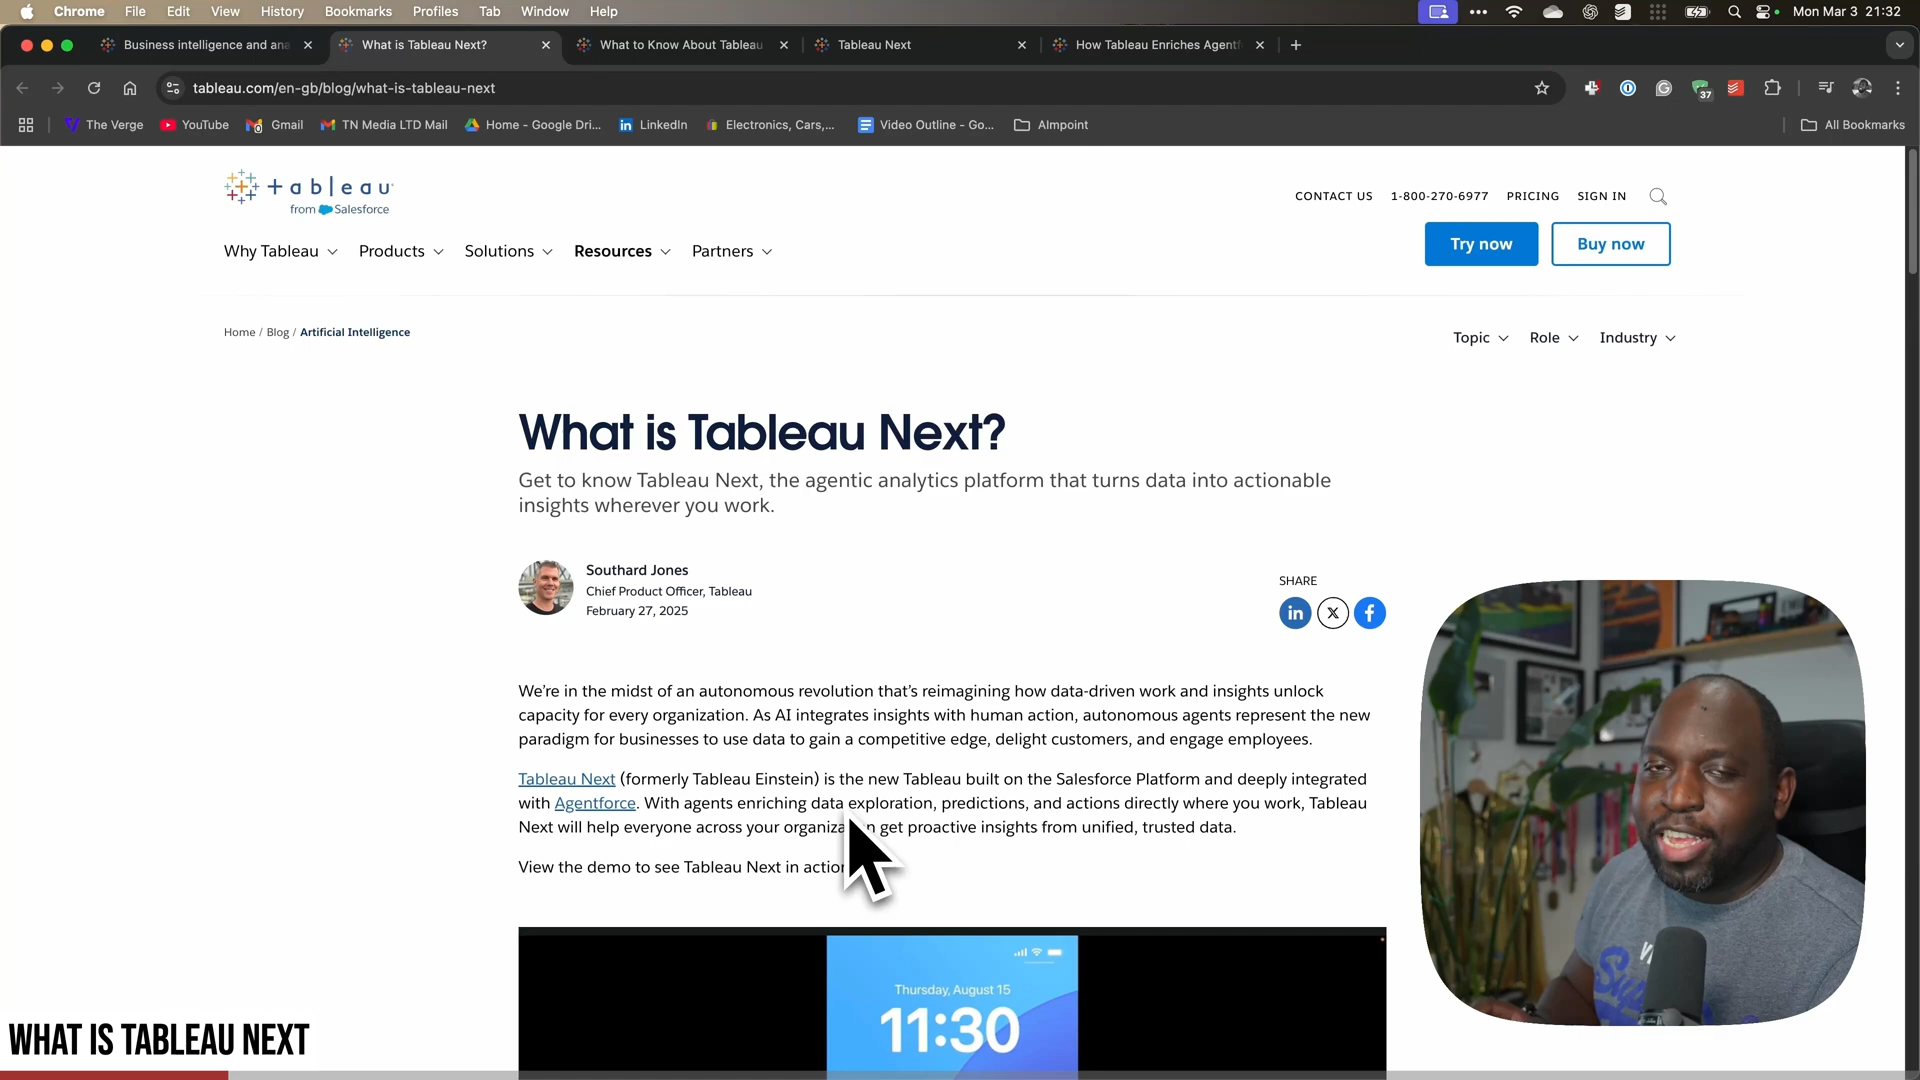 Chrome File Edit View History Bookmarks Profiles Tab Window Help
Mon Mar 3 21:32
Business intelligence and ana
What is Tableau Next?
What to Know About Tableau
Tableau Next
How Tableau Enriches Agentf
tableau.com/en-gb/blog/what-is-tableau-next
37
The Verge YouTube Gmail TN Media LTD Mail Home - Google Dri... LinkedIn Electronics, Cars,... Video Outline - Go... AImpoint All Bookmarks
+ a b l e a u
from Salesforce
CONTACT US 1-800-270-6977 PRICING SIGN IN
Why Tableau Products Solutions Resources Partners
Try now Buy now
Home / Blog / Artificial Intelligence
Topic Role Industry
What is Tableau Next?
Get to know Tableau Next, the agentic analytics platform that turns data into actionable
insights wherever you work.
Southard Jones
Chief Product Officer, Tableau
February 27, 2025
SHARE
We’re in the midst of an autonomous revolution that’s reimagining how data-driven work and insights unlock
capacity for every organization. As AI integrates insights with human action, autonomous agents represent the new
paradigm for businesses to use data to gain a competitive edge, delight customers, and engage employees.
Tableau Next (formerly Tableau Einstein) is the new Tableau built on the Salesforce Platform and deeply integrated
with Agentforce. With agents enriching data exploration, predictions, and actions directly where you work, Tableau
Next will help everyone across your organiza n get proactive insights from unified, trusted data.
View the demo to see Tableau Next in action
Thursday, August 15
11:30
WHAT IS TABLEAU NEXT